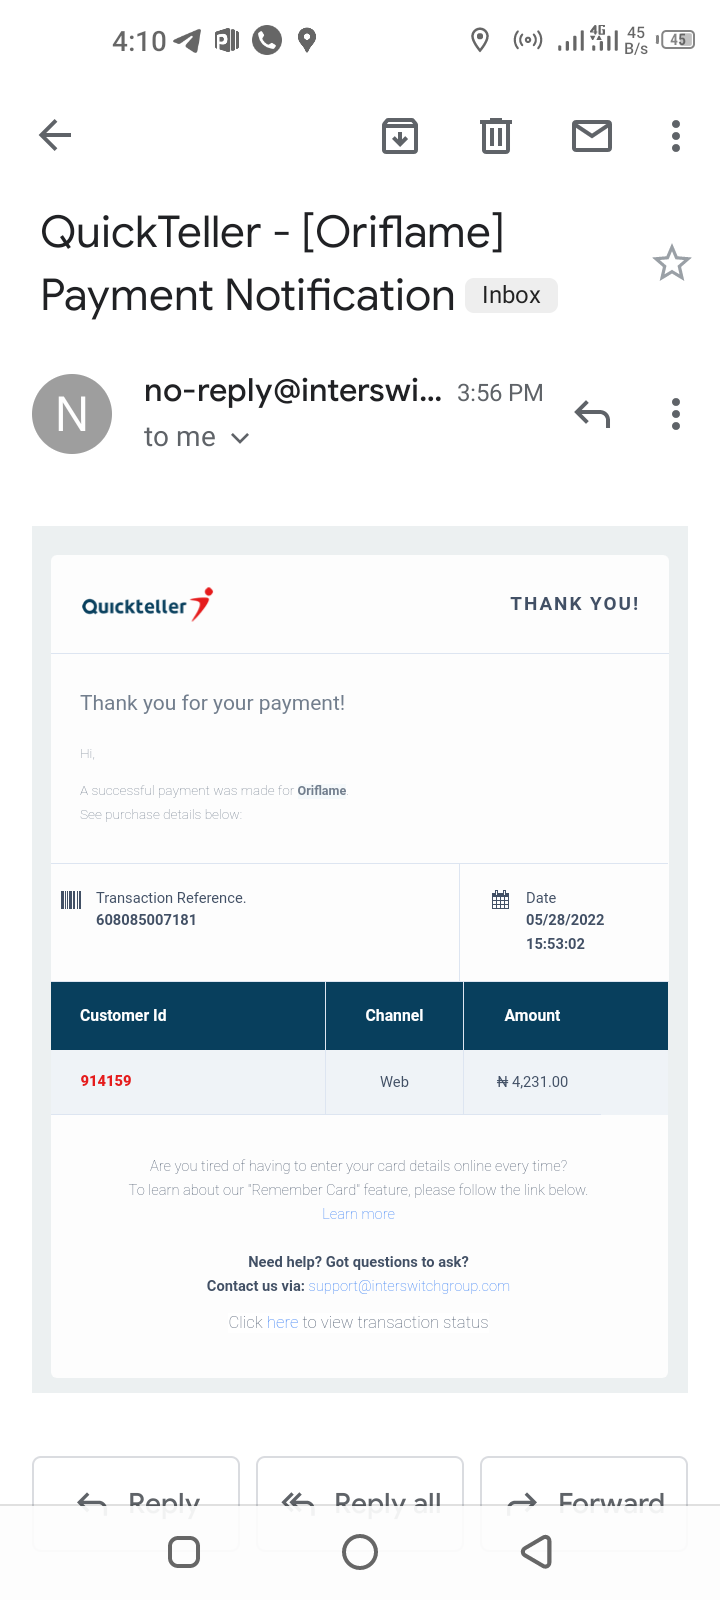 4:10
4G
45
B/s
45
QuickTeller - [Oriflame]
Payment Notification Inbox
N
no-reply@interswi... 3:56 PM
to me
Quickteller
THANK YOU!
Thank you for your payment!
Hi,
A successful payment was made for Oriflame
See purchase details below:
Transaction Reference.
608085007181
Date
05/28/2022
15:53:02
Customer Id Channel Amount
914159 Web ₦ 4,231.00
Are you tired of having to enter your card details online every time?
To learn about our "Remember Card" feature, please follow the link below.
Learn more
Need help? Got questions to ask?
Contact us via: support@interswitchgroup.com
Click here to view transaction status
Reply Reply all Forward